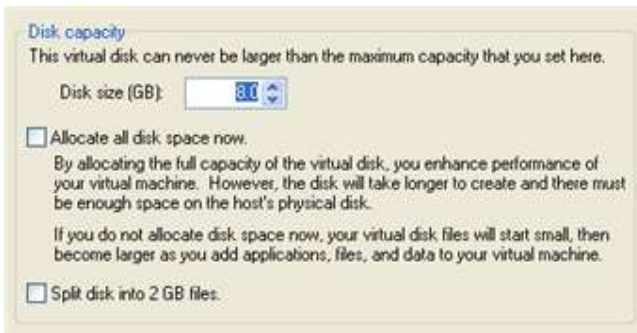 Disk capacity
This virtual disk can never be larger than the maximum capacity that you set here.
Disk size (GB): 8.0
Allocate all disk space now.
By allocating the full capacity of the virtual disk, you enhance performance of
your virtual machine. However, the disk will take longer to create and there must
be enough space on the host's physical disk.
If you do not allocate disk space now, your virtual disk files will start small, then
become larger as you add applications, files, and data to your virtual machine.
Split disk into 2 GB files.